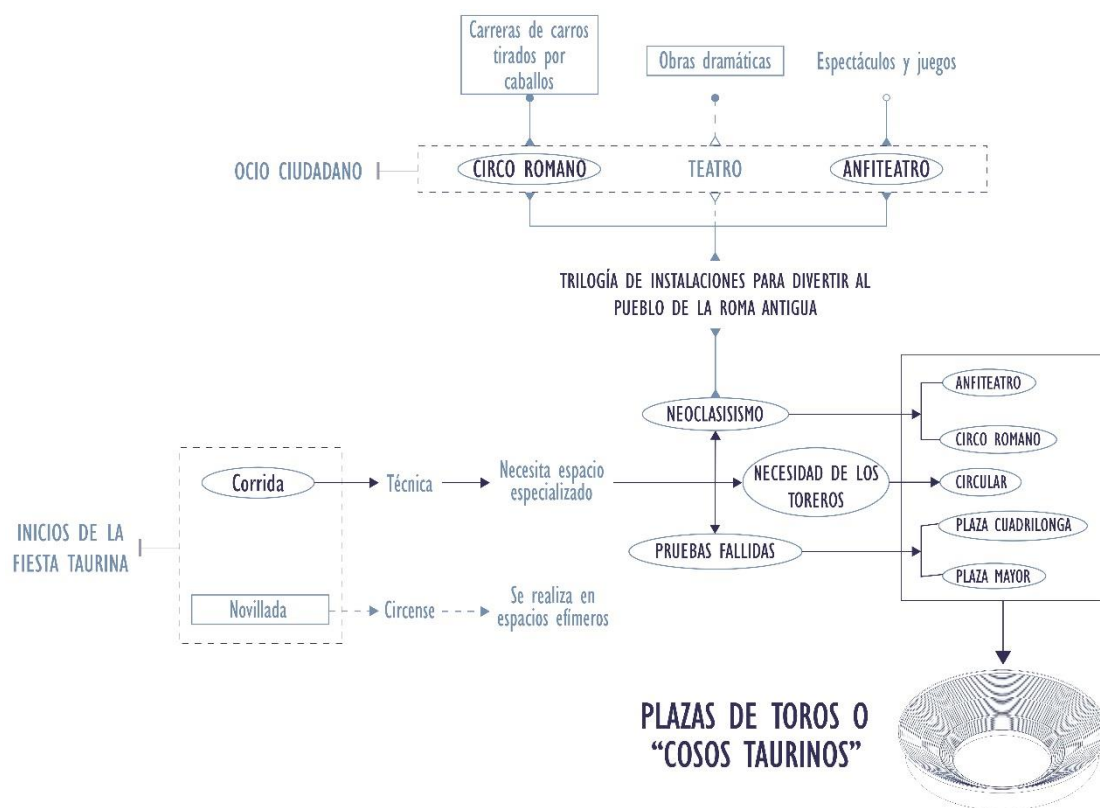 Carreras de carros
tirados por
caballos
Obras dramáticas
Espectáculos y juegos
OCIO CIUDADANO
CIRCO ROMANO
TEATRO
ANFITEATRO
TRILOGÍA DE INSTALACIONES PARA DIVERTIR AL
PUEBLO DE LA ROMA ANTIGUA
NEOCLASISISMO
ANFITEATRO
CIRCO ROMANO
INICIOS DE LA
FIESTA TAURINA
Corrida
Técnica
Necesita espacio
especializado
NECESIDAD DE LOS
TOREROS
CIRCULAR
PRUEBAS FALLIDAS
PLAZA CUADRILONGA
PLAZA MAYOR
Novillada
Circense
Se realiza en
espacios efímeros
PLAZAS DE TOROS O
“COSOS TAURINOS”